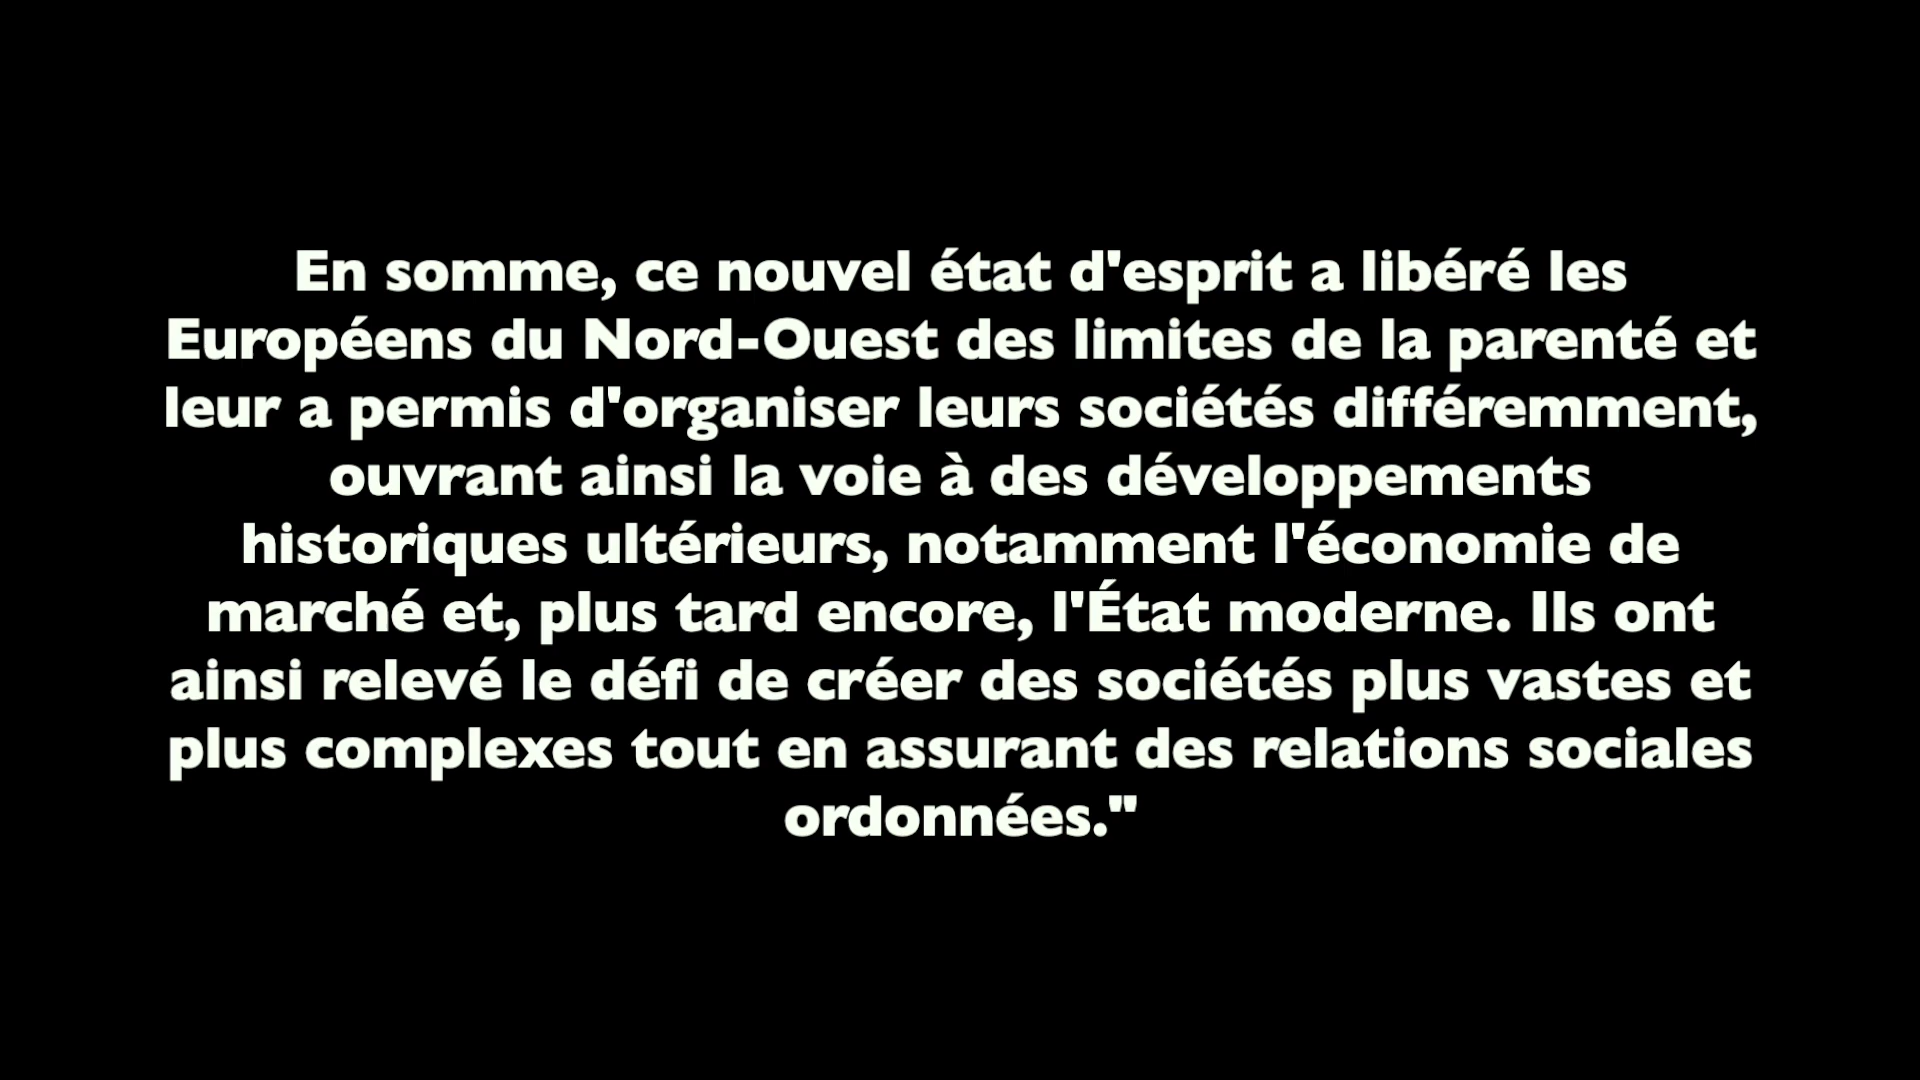 En somme, ce nouvel état d'esprit a libéré les
Européens du Nord-Ouest des limites de la parenté et
leur a permis d'organiser leurs sociétés différemment,
ouvrant ainsi la voie à des développements
historiques ultérieurs, notamment l'économie de
marché et, plus tard encore, l'État moderne. Ils ont
ainsi relevé le défi de créer des sociétés plus vastes et
plus complexes tout en assurant des relations sociales
ordonnées."